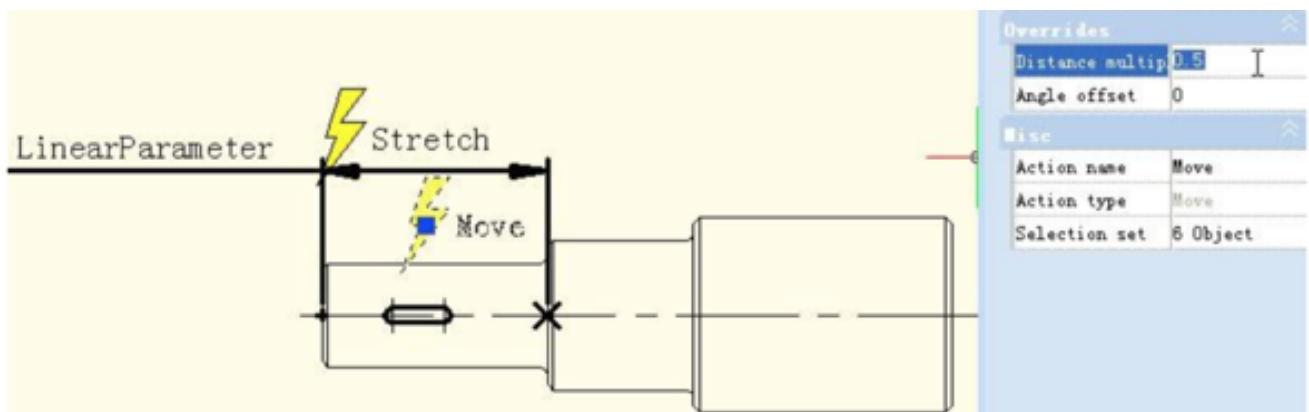 LinearParameter
Stretch
Move
Overrides
Distance multip 0.5
Angle offset 0
Misc
Action name Move
Action type Move
Selection set 6 Object